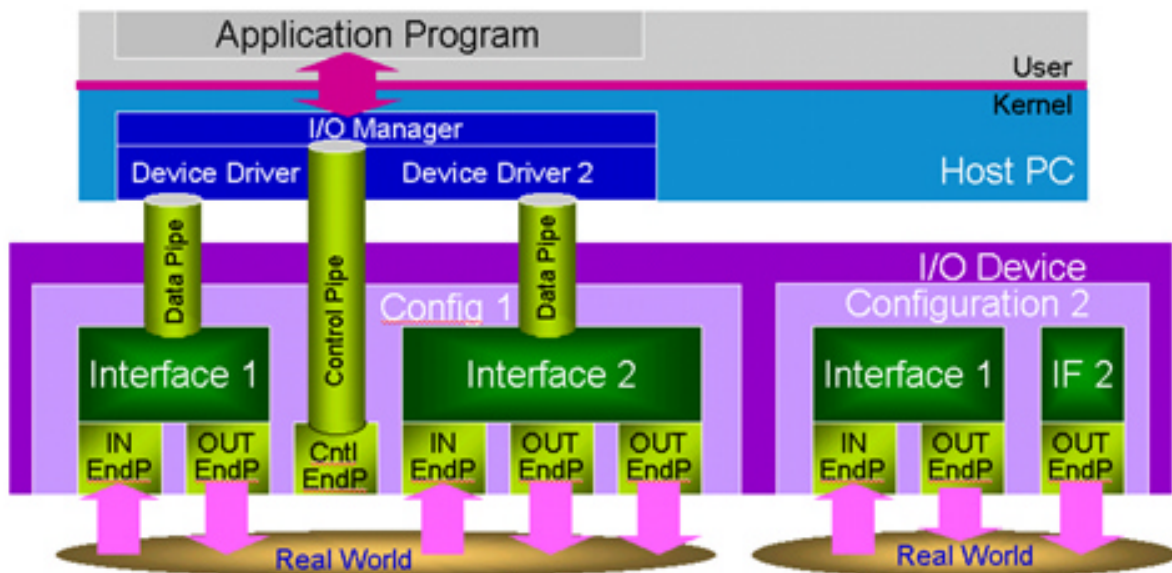 Application Program
User
Kernel
I/O Manager
Device Driver
Device Driver 2
Host PC
Data Pipe
Control Pipe
Data Pipe
I/O Device
Config 1
Configuration 2
Interface 1
Interface 2
Interface 1
IF 2
IN
EndP
OUT
EndP
Cntl
EndP
IN
EndP
OUT
EndP
OUT
EndP
IN
EndP
OUT
EndP
OUT
EndP
Real World
Real World